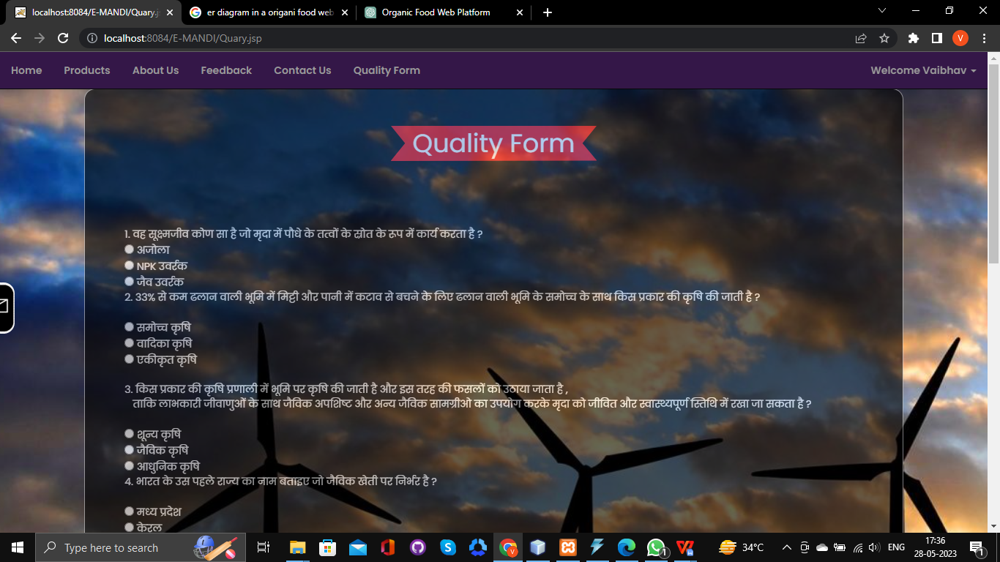 localhost:8084/E-MANDI/Quary.j
er diagram in a origani food web
Organic Food Web Platform
localhost:8084/E-MANDI/Quary.jsp
V
Home
Products
About Us
Feedback
Contact Us
Quality Form
Welcome Vaibhav
Quality Form
1. वह सूक्ष्मजीव कोण सा है जो मृदा में पौधे के तत्वों के स्रोत के रूप में कार्य करता है ?
अजोला
NPK उवर्रक
जैव उवर्रक
2. 33% से कम ढलान वाली भूमि में मिट्टी और पानी में कटाव से बचने के लिए ढलान वाली भूमि के समोच्च के साथ किस प्रकार की कृषि की जाती है ?
समोच्च कृषि
वादिका कृषि
एकीकृत कृषि
3. किस प्रकार की कृषि प्रणाली में भूमि पर कृषि की जाती है और इस तरह की फसलों को उठाया जाता है ,
ताकि लाभकारी जीवाणुओं के साथ जैविक अपशिष्ट और अन्य जैविक सामग्रीओ का उपयोग करके मृदा को जीवित और स्वास्थ्यपूर्ण स्तिथि में रखा जा सकता है ?
शून्य कृषि
जैविक कृषि
आधुनिक कृषि
4. भारत के उस पहले राज्य का नाम बताइए जो जैविक खेती पर निर्भर है ?
मध्य प्रदेश
केरल
Type here to search
34°C
ENG
17:36
28-05-2023
1